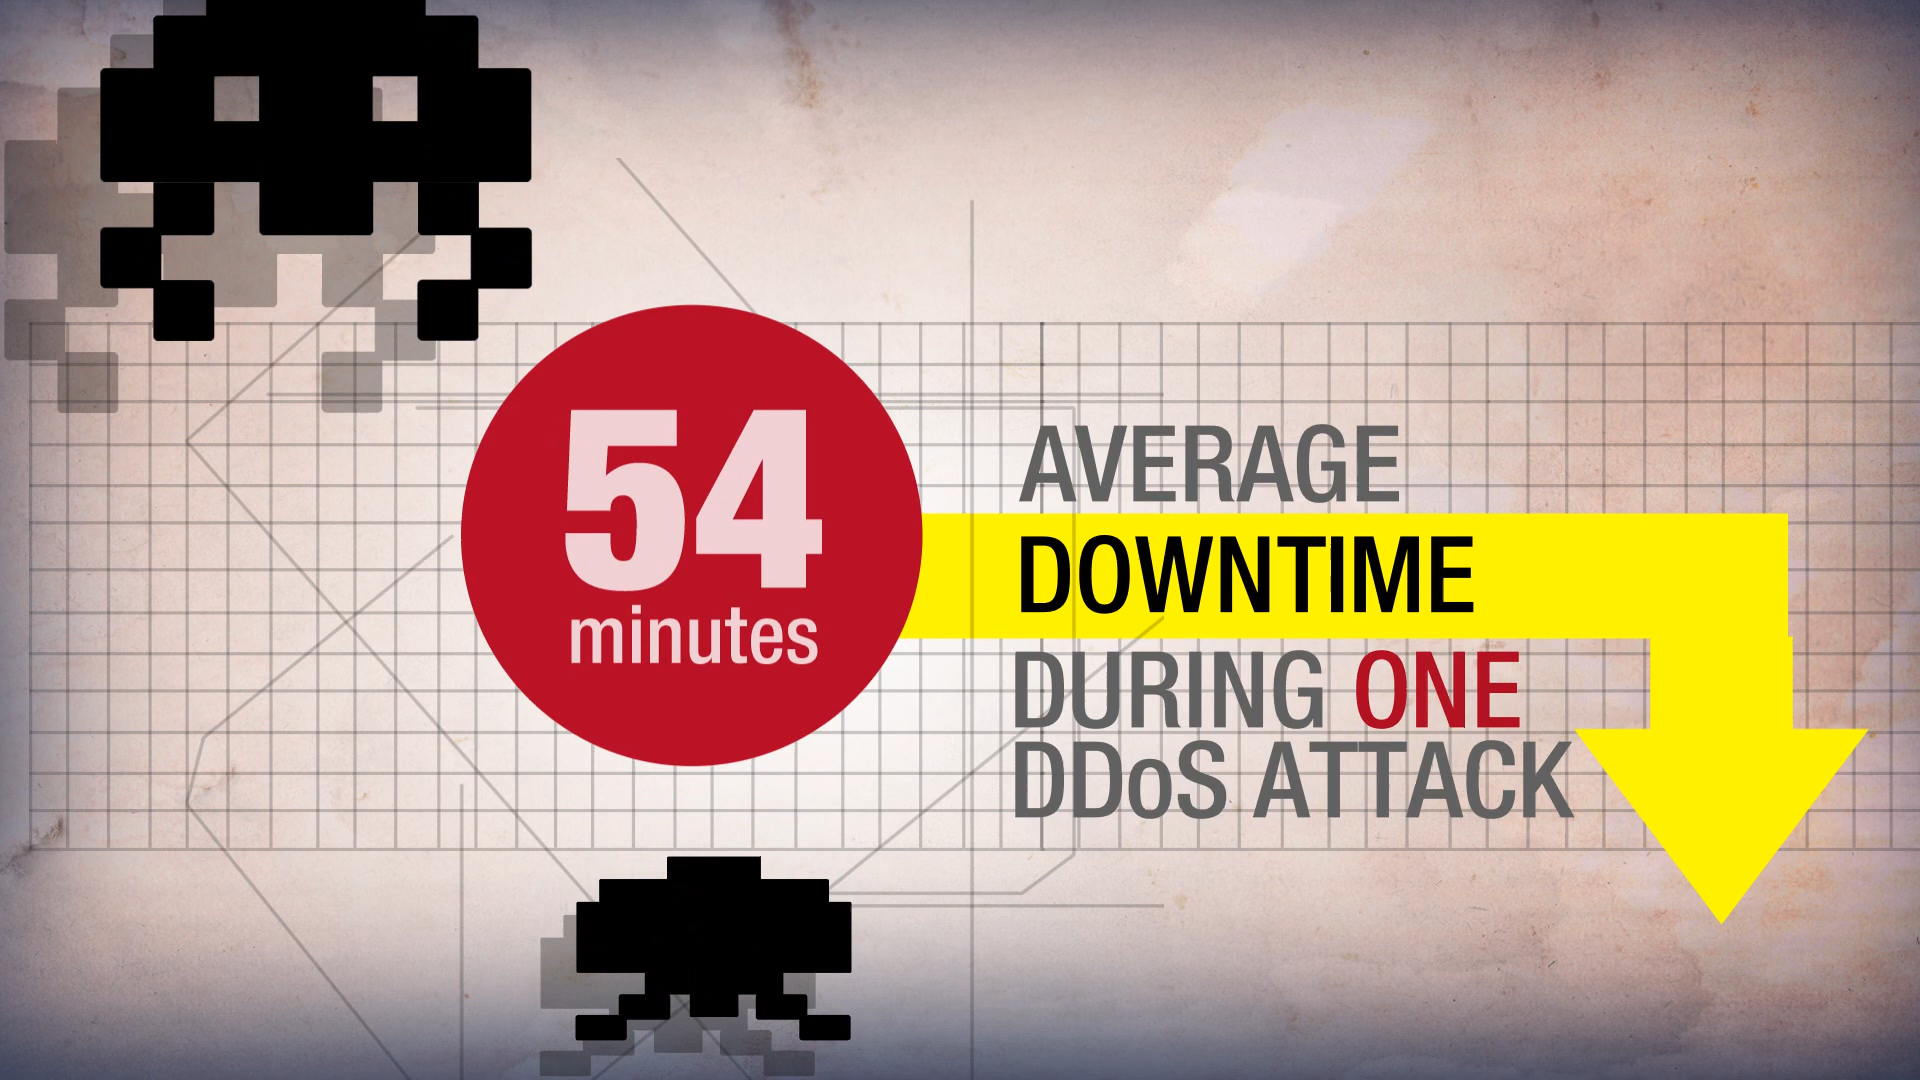 54
minutes
AVERAGE
DOWNTIME
DURING ONE
DDoS ATTACK